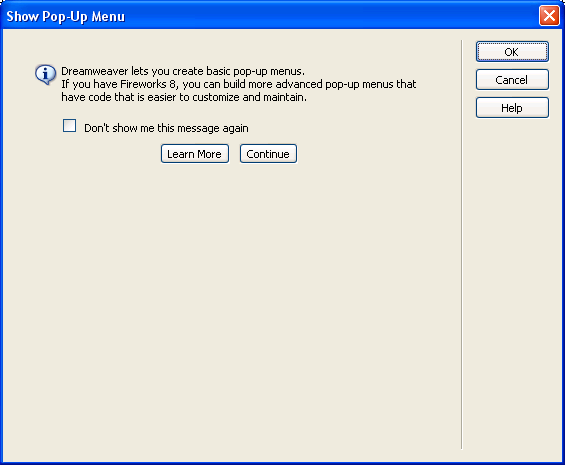 Show Pop-Up Menu
Dreamweaver lets you create basic pop-up menus.
If you have Fireworks 8, you can build more advanced pop-up menus that
have code that is easier to customize and maintain.
Don't show me this message again
Learn More
Continue
OK
Cancel
Help